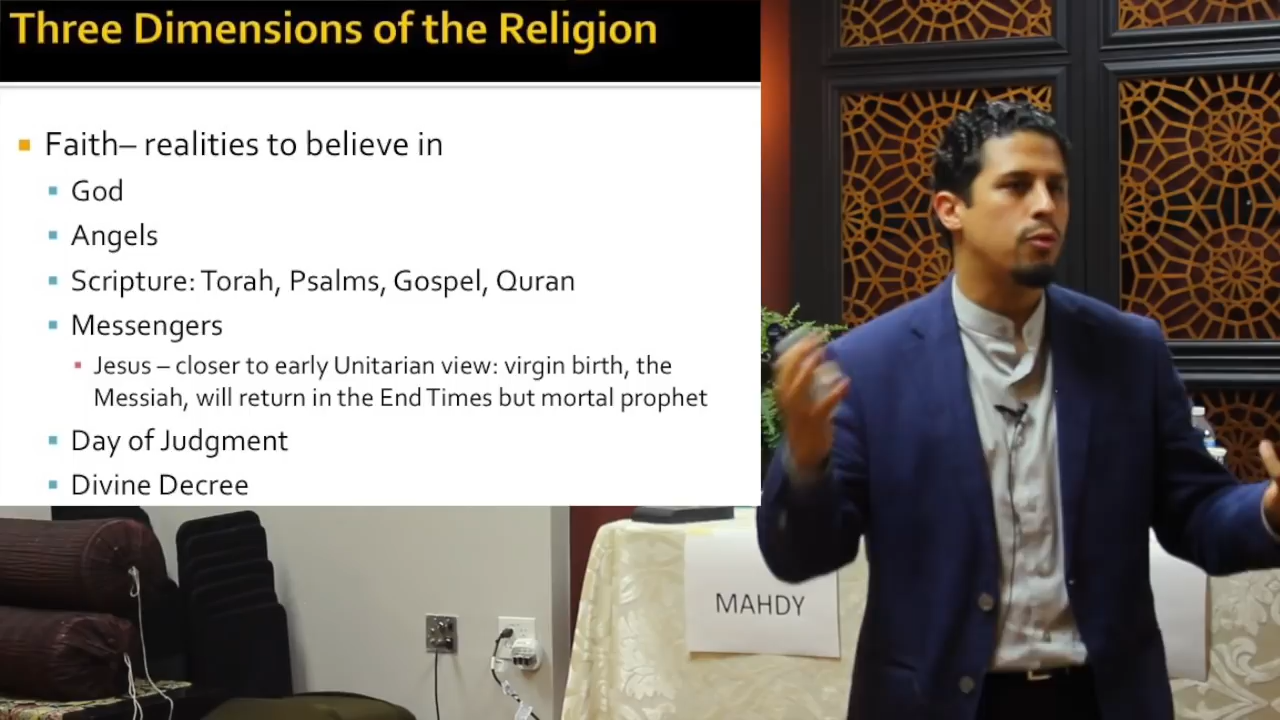 Three Dimensions of the Religion
Faith– realities to believe in
God
Angels
Scripture: Torah, Psalms, Gospel, Quran
Messengers
Jesus – closer to early Unitarian view: virgin birth, the
Messiah, will return in the End Times but mortal prophet
Day of Judgment
Divine Decree
MAHDY